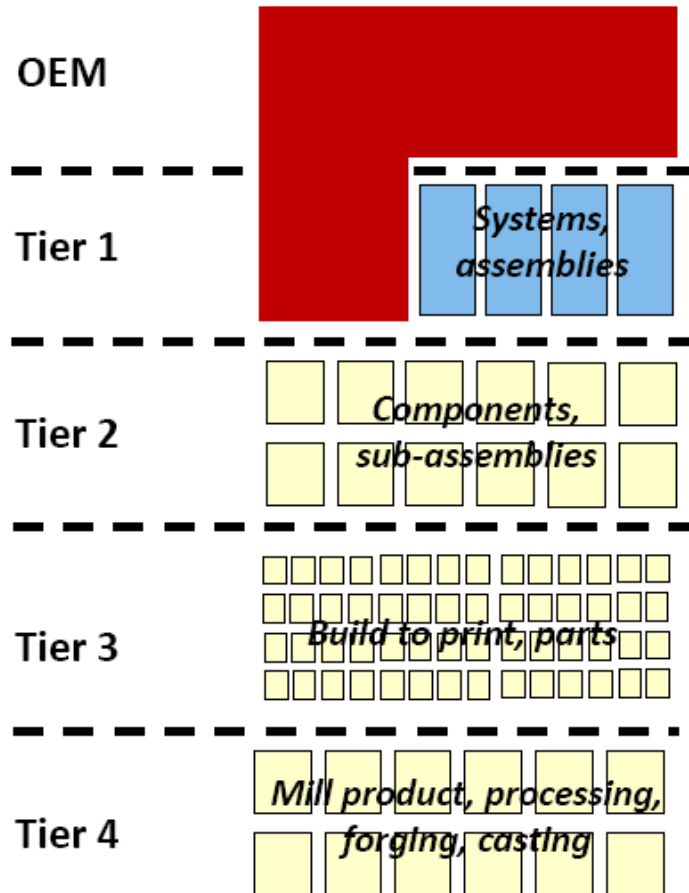 OEM
Tier 1
Systems,
assemblies
Tier 2
Components,
sub-assemblies
Tier 3
Build to print, parts
Tier 4
Mill product, processing,
forging, casting